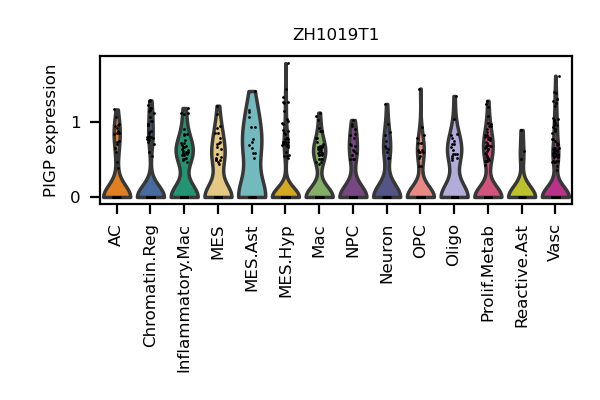 ZH1019T1
PIGP expression
1
0
AC
Chromatin.Reg
Inflammatory.Mac
MES
MES.Ast
MES.Hyp
Mac
NPC
Neuron
OPC
Oligo
Prolif.Metab
Reactive.Ast
Vasc